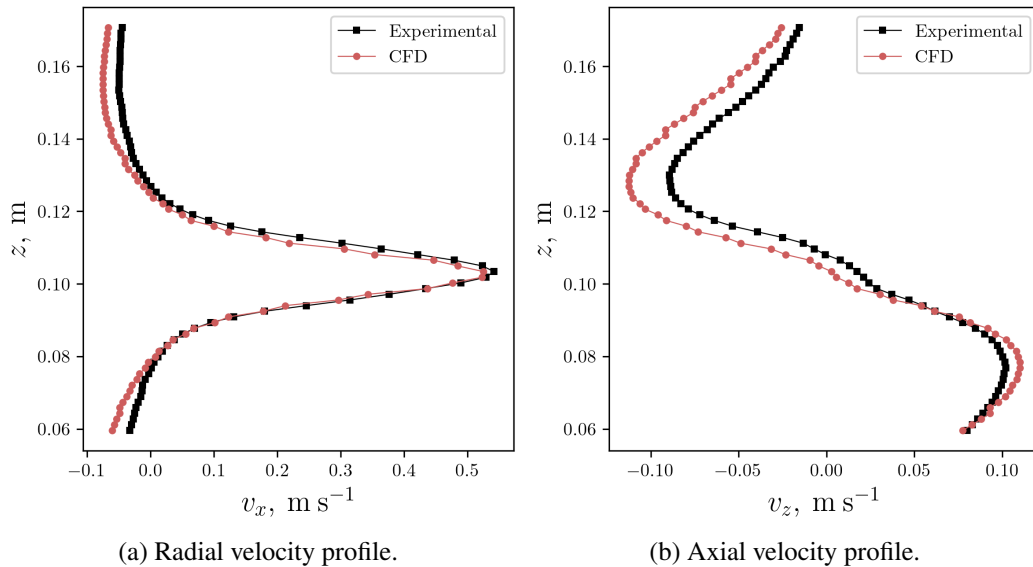 Experimental
CFD
0.16
0.14
0.12
0.10
0.08
0.06
z, m
−0.1 0.0 0.1 0.2 0.3 0.4 0.5
v_x, m s⁻¹
(a) Radial velocity profile.
Experimental
CFD
0.16
0.14
0.12
0.10
0.08
0.06
z, m
−0.10 −0.05 0.00 0.05 0.10
v_z, m s⁻¹
(b) Axial velocity profile.